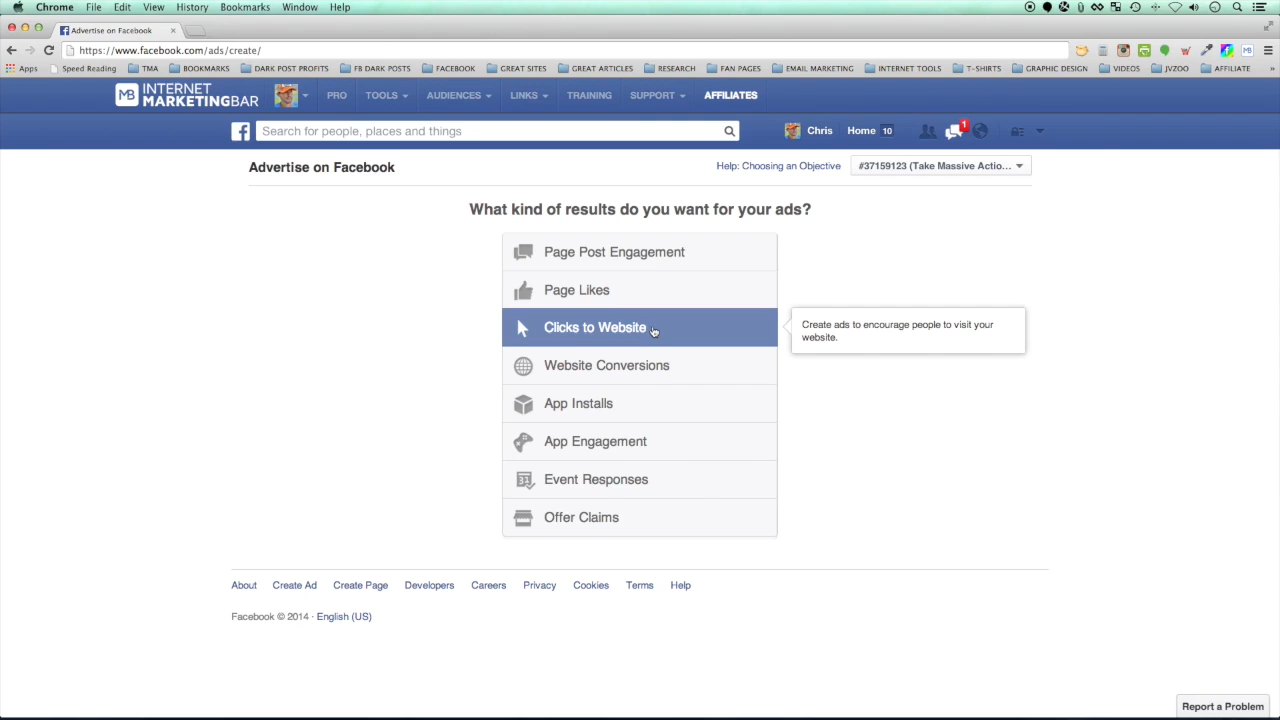 Chrome File Edit View History Bookmarks Window Help
Advertise on Facebook
https://www.facebook.com/ads/create/
Apps Speed Reading TMA BOOKMARKS DARK POST PROFITS FB DARK POSTS FACEBOOK GREAT SITES GREAT ARTICLES RESEARCH FAN PAGES EMAIL MARKETING INTERNET TOOLS T-SHIRTS GRAPHIC DESIGN VIDEOS JVZOO AFFILIATE »
MB INTERNET MARKETINGBAR PRO TOOLS AUDIENCES LINKS TRAINING SUPPORT AFFILIATES
Search for people, places and things Chris Home 10 1
Advertise on Facebook Help: Choosing an Objective #37159123 (Take Massive Actio...
What kind of results do you want for your ads?
Page Post Engagement
Page Likes
Clicks to Website
Create ads to encourage people to visit your
website.
Website Conversions
App Installs
App Engagement
31 Event Responses
Offer Claims
About Create Ad Create Page Developers Careers Privacy Cookies Terms Help
Facebook © 2014 · English (US)
Report a Problem